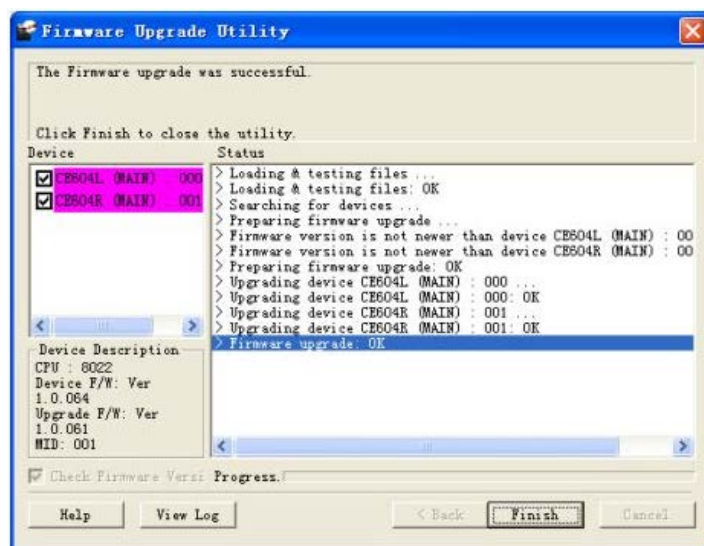 Firmware Upgrade Utility
The Firmware upgrade was successful.
Click Finish to close the utility.
Device
Status
CE604L (MAIN) 000
CE604R (MAIN) 001
> Loading & testing files ...
> Loading & testing files: OK
> Searching for devices ...
> Preparing firmware upgrade ...
> Firmware version is not newer than device CE604L (MAIN) : 00
> Firmware version is not newer than device CE604R (MAIN) : 00
> Preparing firmware upgrade: OK
> Upgrading device CE604L (MAIN) : 000 ...
> Upgrading device CE604L (MAIN) : 000: OK
> Upgrading device CE604R (MAIN) : 001 ...
> Upgrading device CE604R (MAIN) : 001: OK
> Firmware upgrade: OK
Device Description
CPU : 8022
Device F/W: Ver
1.0.064
Upgrade F/W: Ver
1.0.061
MID: 001
Check Firmware Versi
Progress.
Help
View Log
< Back
Finish
Cancel